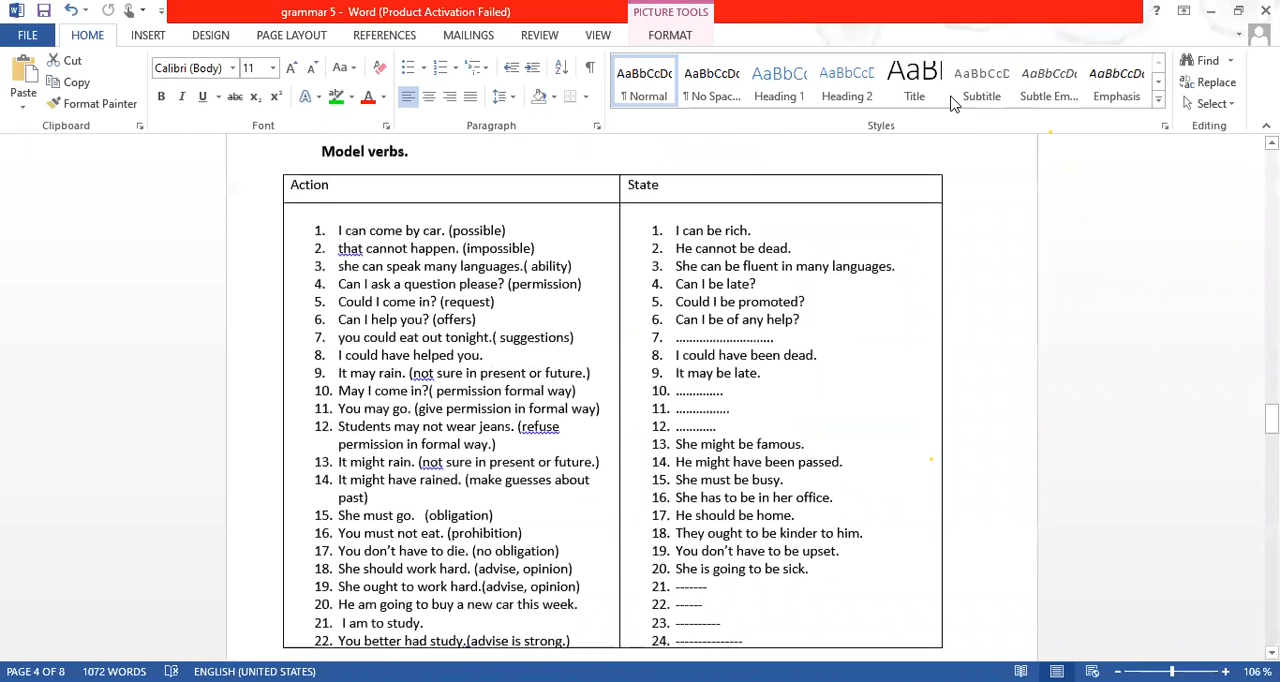 grammar 5 - Word (Product Activation Failed)
PICTURE TOOLS
?
FILE
HOME
INSERT
DESIGN
PAGE LAYOUT
REFERENCES
MAILINGS
REVIEW
VIEW
FORMAT
Paste
Cut
Copy
Format Painter
Clipboard
Calibri (Body)
11
Aa
B I U abc x₂ x²
A
Font
Paragraph
AaBbCcDc
¶ Normal
AaBbCcDc
¶ No Spac...
AaBbCc
Heading 1
AaBbCcD
Heading 2
AaBl
Title
AaBbCcD
Subtitle
AaBbCcDc
Subtle Em...
AaBbCcDc
Emphasis
Styles
Find
Replace
Select
Editing
Model verbs.
Action
1. I can come by car. (possible)
2. that cannot happen. (impossible)
3. she can speak many languages.( ability)
4. Can I ask a question please? (permission)
5. Could I come in? (request)
6. Can I help you? (offers)
7. you could eat out tonight.( suggestions)
8. I could have helped you.
9. It may rain. (not sure in present or future.)
10. May I come in?( permission formal way)
11. You may go. (give permission in formal way)
12. Students may not wear jeans. (refuse
permission in formal way.)
13. It might rain. (not sure in present or future.)
14. It might have rained. (make guesses about
past)
15. She must go.   (obligation)
16. You must not eat. (prohibition)
17. You don't have to die. (no obligation)
18. She should work hard. (advise, opinion)
19. She ought to work hard.(advise, opinion)
20. He am going to buy a new car this week.
21. I am to study.
22. You better had study.(advise is strong.)
State
1. I can be rich.
2. He cannot be dead.
3. She can be fluent in many languages.
4. Can I be late?
5. Could I be promoted?
6. Can I be of any help?
7. .............................
8. I could have been dead.
9. It may be late.
10. ..............
11. ................
12. ............
13. She might be famous.
14. He might have been passed.
15. She must be busy.
16. She has to be in her office.
17. He should be home.
18. They ought to be kinder to him.
19. You don't have to be upset.
20. She is going to be sick.
21. -------
22. ------
23. ----------
24. ---------------
PAGE 4 OF 8
1072 WORDS
ENGLISH (UNITED STATES)
106 %